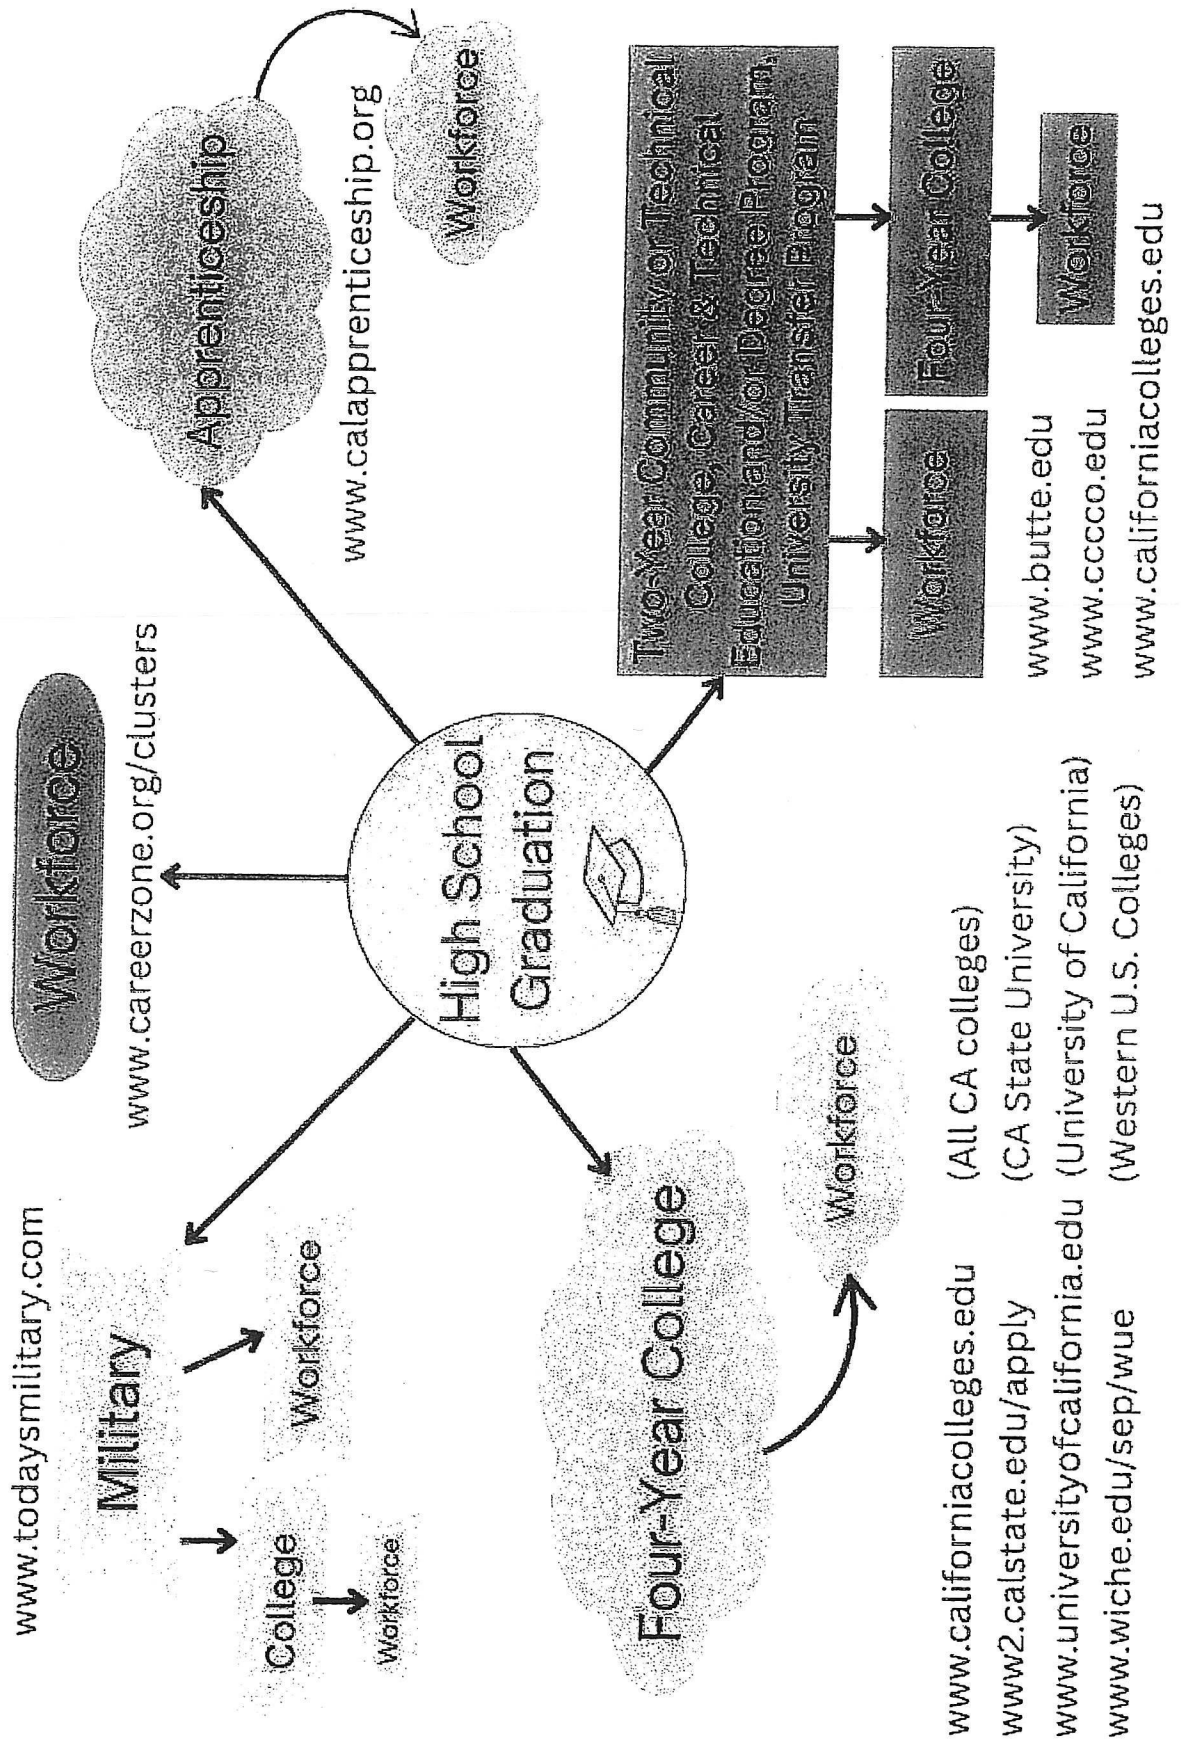 www.todaysmilitary.com
Military
College
Workforce
Workforce
Workforce
www.careerzone.org/clusters
Apprenticeship
www.calapprenticeship.org
Workforce
High School
Graduation
Four-Year College
Workforce
www.californiacolleges.edu (All CA colleges)
www2.calstate.edu/apply (CA State University)
www.universityofcalifornia.edu (University of California)
www.wiche.edu/sep/wue (Western U.S. Colleges)
Two-Year Community or Technical
College, Career & Technical
Education and/or Degree Program,
University Transfer Program
Workforce
Four-Year College
Workforce
www.butte.edu
www.cccco.edu
www.californiacolleges.edu